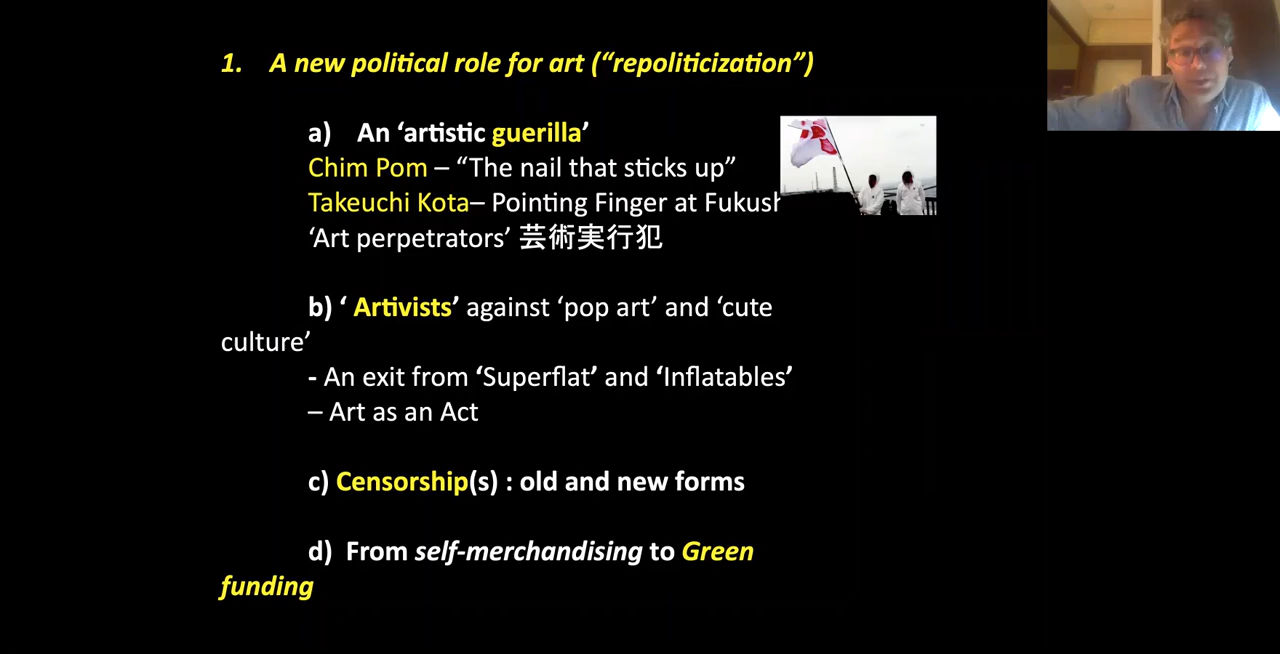 1. A new political role for art (“repoliticization”)
a) An ‘artistic guerilla’
Chim Pom – “The nail that sticks up”
Takeuchi Kota– Pointing Finger at Fukush
‘Art perpetrators’ 芸術実行犯
b) ‘ Artivists’ against ‘pop art’ and ‘cute
culture’
- An exit from ‘Superflat’ and ‘Inflatables’
– Art as an Act
c) Censorship(s) : old and new forms
d) From self-merchandising to Green
funding